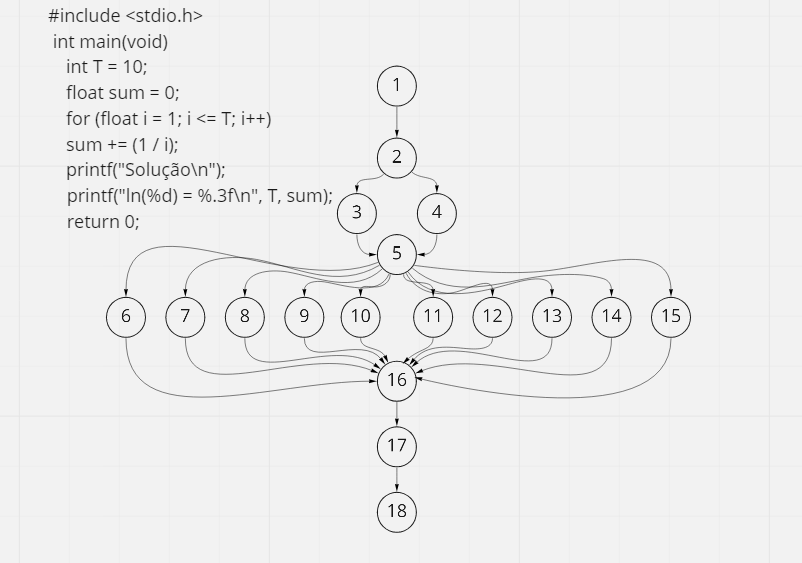 #include <stdio.h>
int main(void)
int T = 10;
float sum = 0;
for (float i = 1; i <= T; i++)
sum += (1 / i);
printf("Solução\n");
printf("ln(%d) = %.3f\n", T, sum);
return 0;
1
2
3 4
5
6 7 8 9 10 11 12 13 14 15
16
17
18